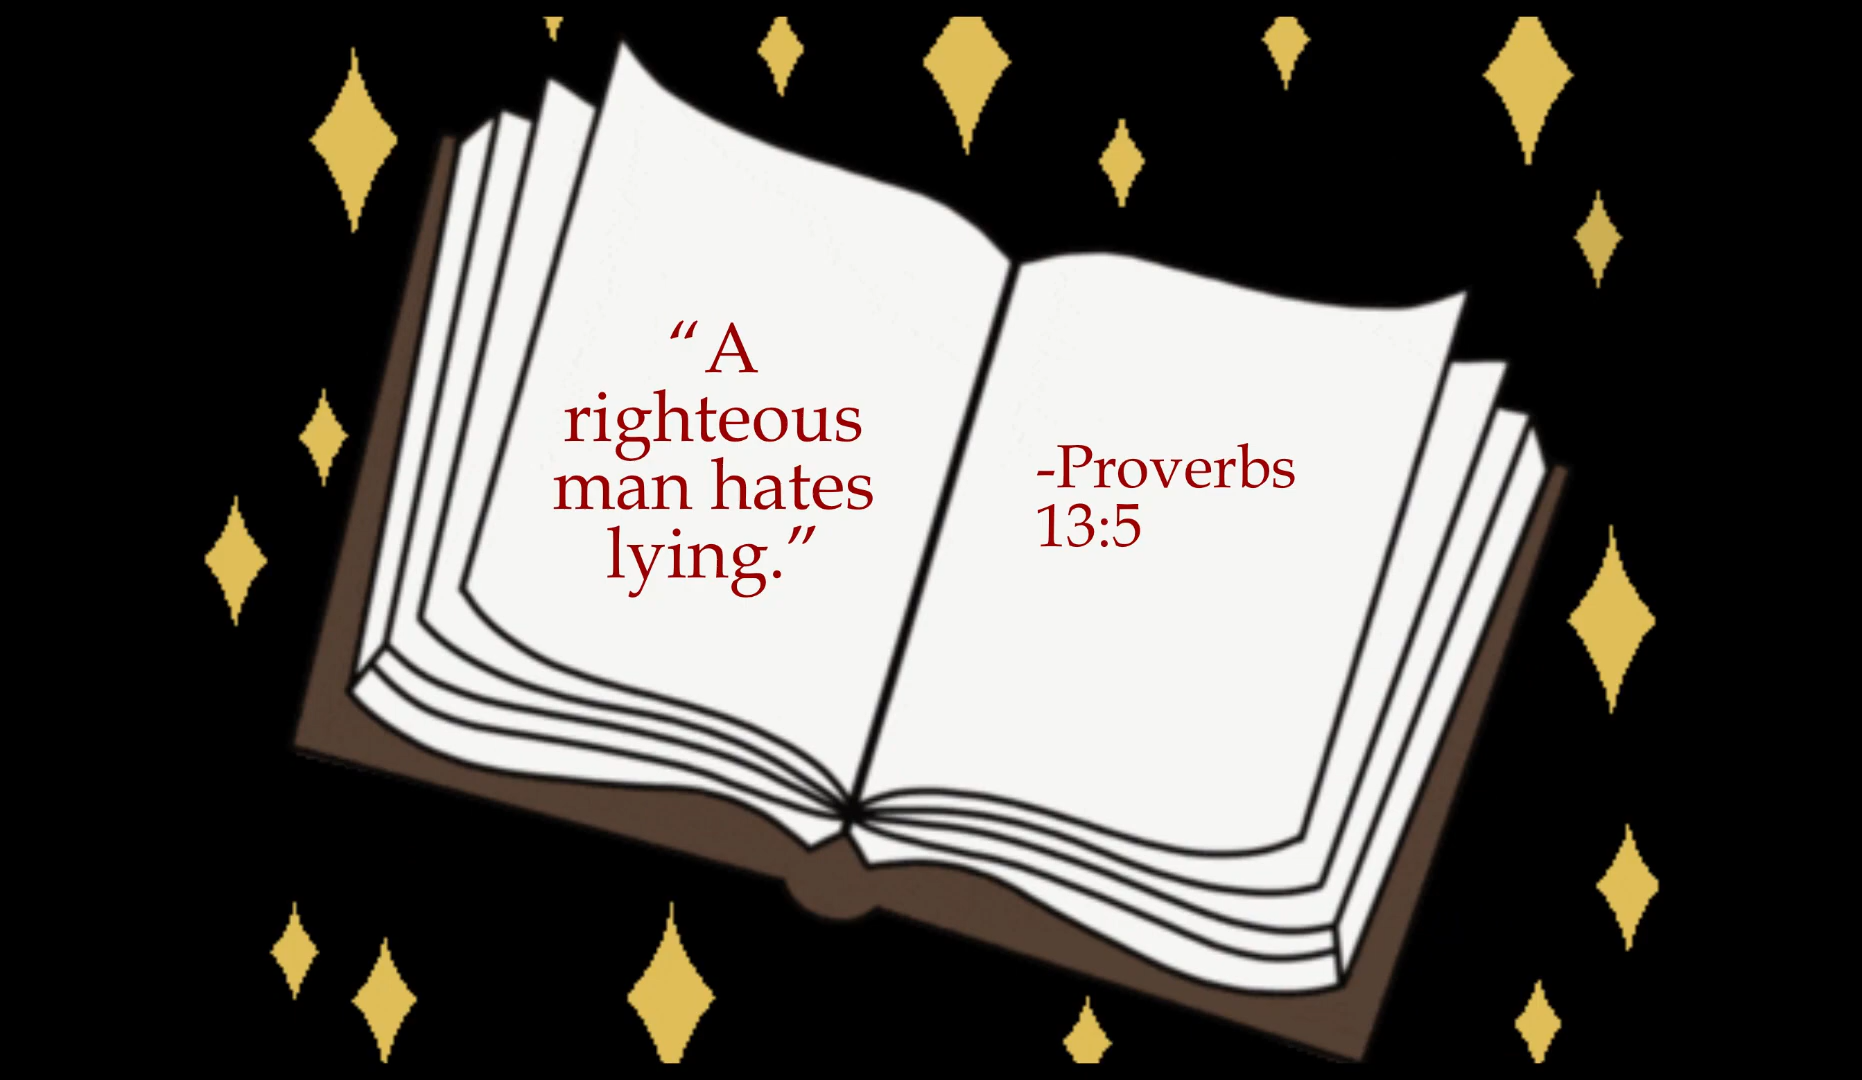 “A
righteous
man hates
lying.”
-Proverbs
13:5